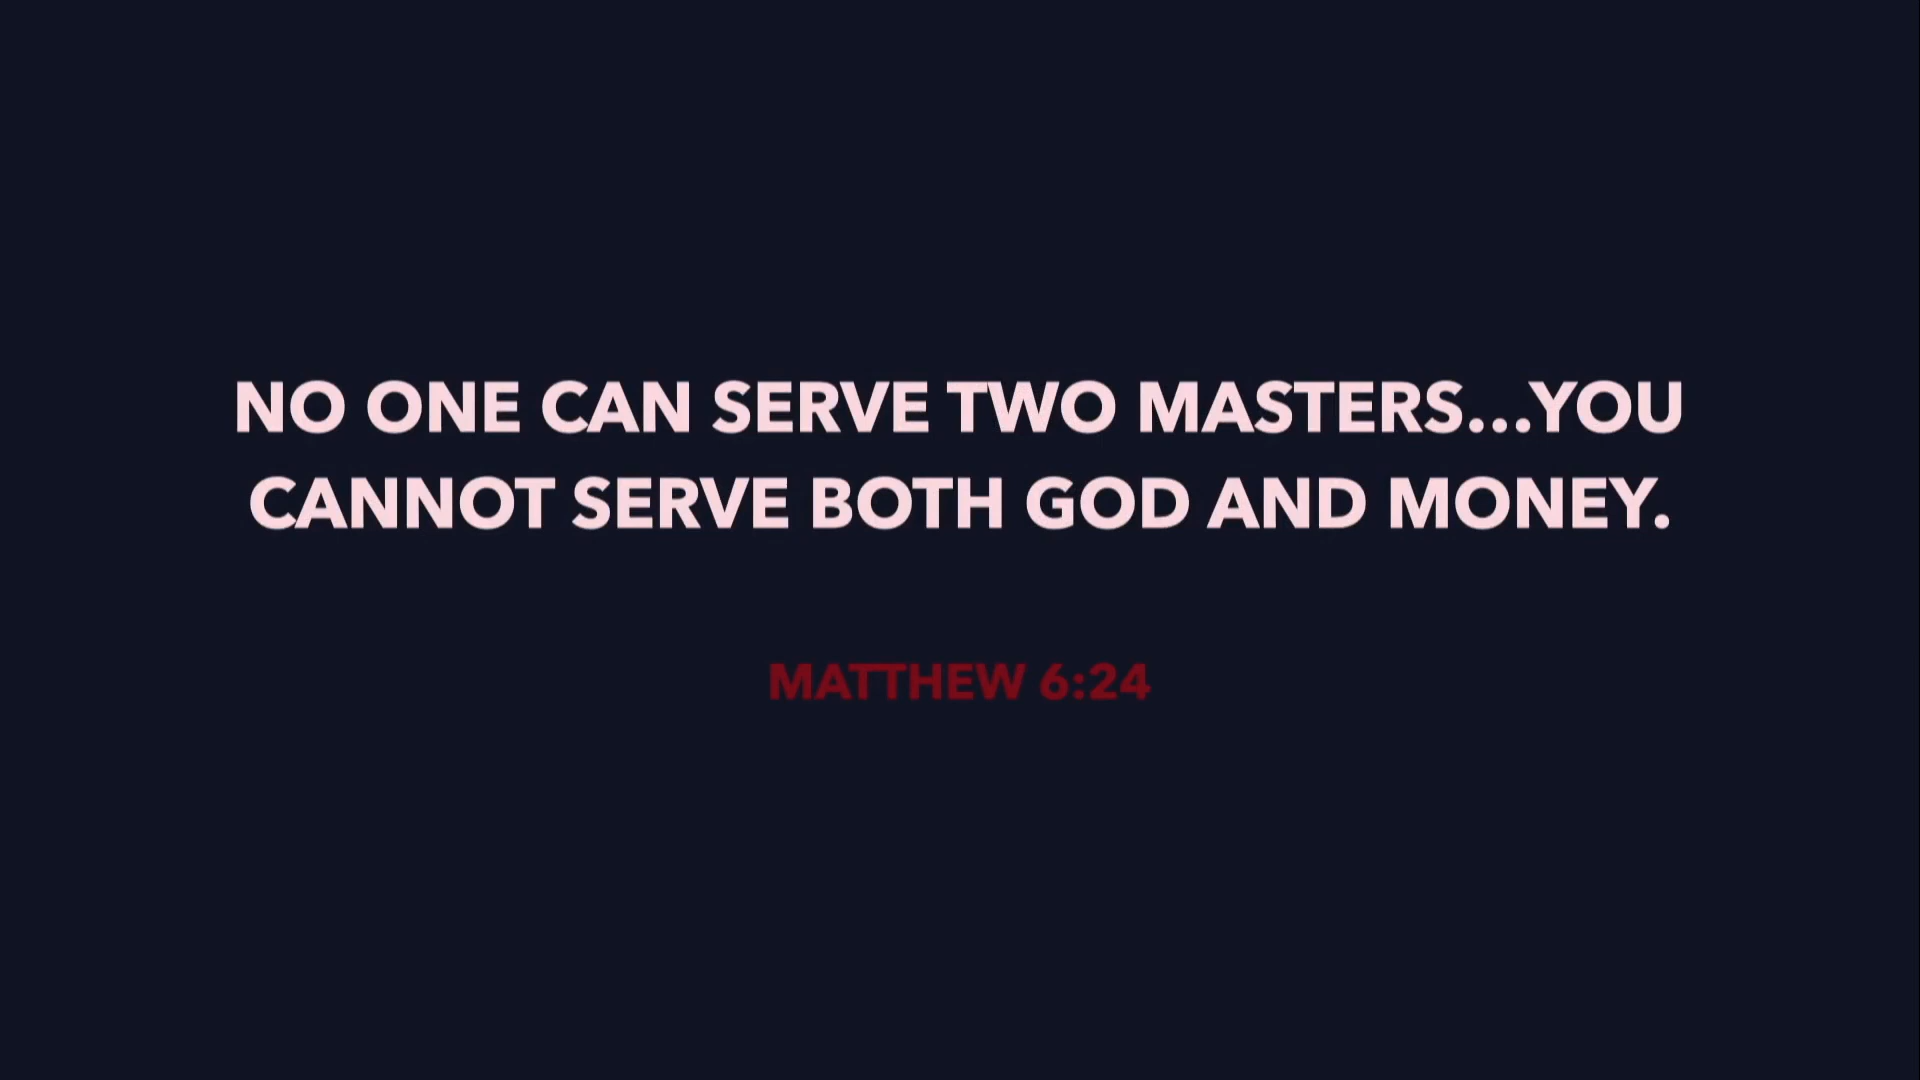 NO ONE CAN SERVE TWO MASTERS...YOU
CANNOT SERVE BOTH GOD AND MONEY.
MATTHEW 6:24